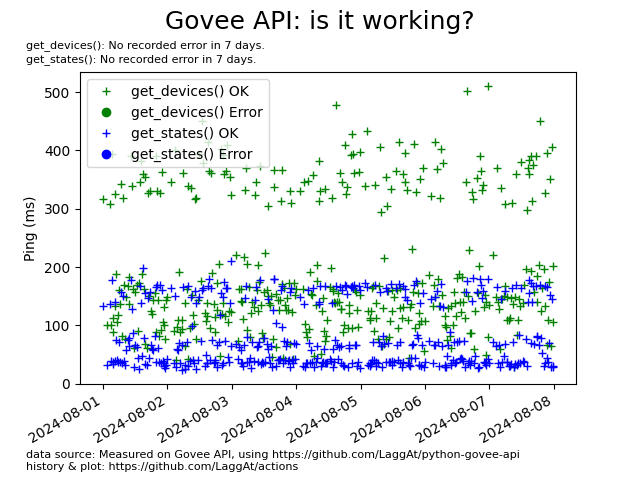 Govee API: is it working?
get_devices(): No recorded error in 7 days.
get_states(): No recorded error in 7 days.
get_devices() OK
get_devices() Error
get_states() OK
get_states() Error
Ping (ms)
500
400
300
200
100
0
2024-08-01
2024-08-02
2024-08-03
2024-08-04
2024-08-05
2024-08-06
2024-08-07
2024-08-08
data source: Measured on Govee API, using https://github.com/LaggAt/python-govee-api
history & plot: https://github.com/LaggAt/actions